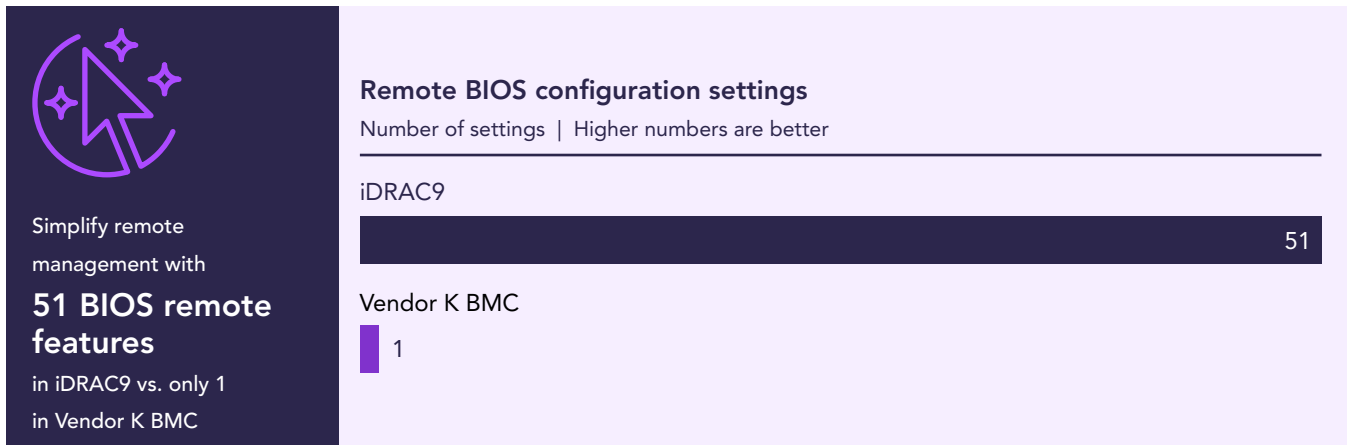 Simplify remote
management with
51 BIOS remote
features
in iDRAC9 vs. only 1
in Vendor K BMC
Remote BIOS configuration settings
Number of settings | Higher numbers are better
iDRAC9
51
Vendor K BMC
1